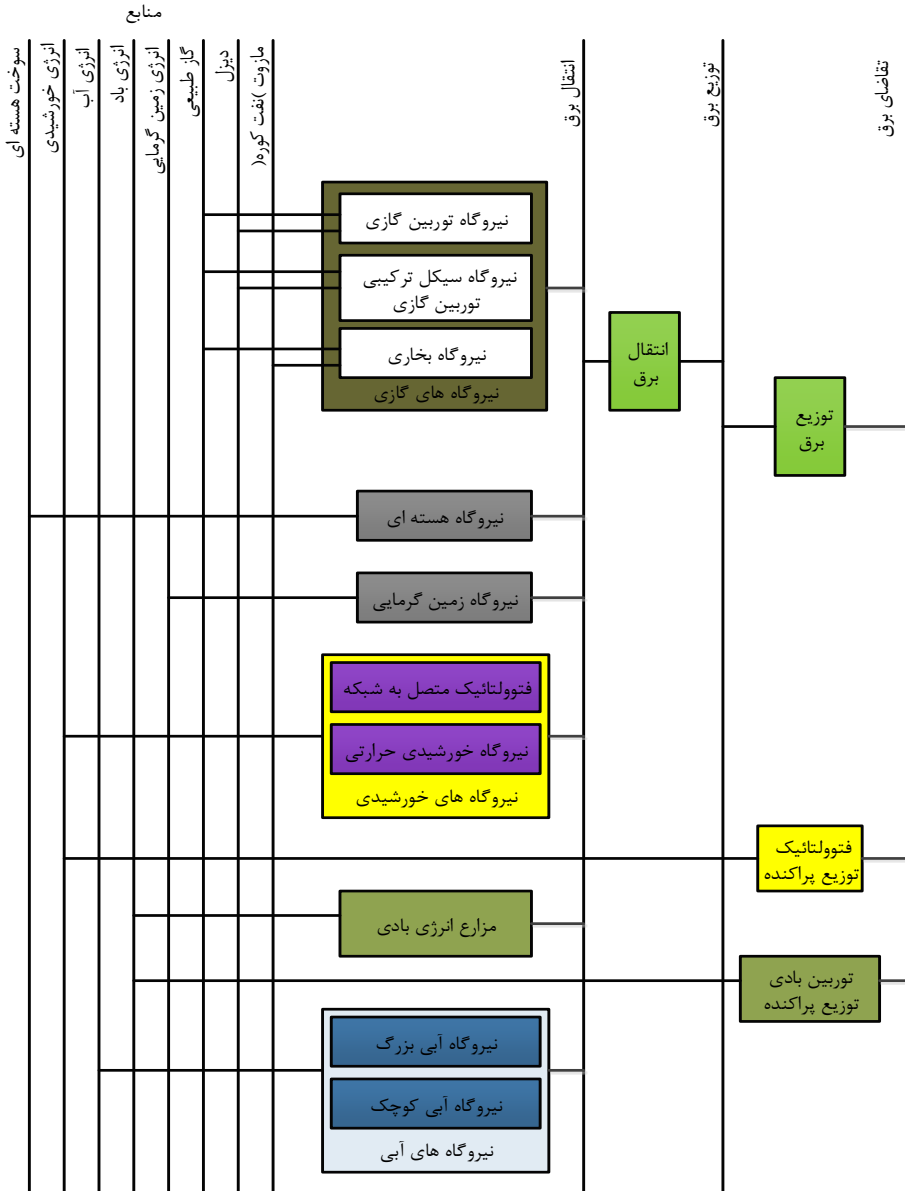 منابع
سوخت هسته ای
انرژی خورشیدی
انرژی آب
انرژی باد
انرژی زمین گرمایی
گاز طبیعی
دیزل
مازوت )نفت کوره(
انتقال برق
توزیع برق
تقاضای برق
نیروگاه توربین گازی
نیروگاه سیکل ترکیبی
توربین گازی
نیروگاه بخاری
نیروگاه های گازی
انتقال
برق
توزیع
برق
نیروگاه هسته ای
نیروگاه زمین گرمایی
فتوولتائیک متصل به شبکه
نیروگاه خورشیدی حرارتی
نیروگاه های خورشیدی
فتوولتائیک
توزیع پراکنده
مزارع انرژی بادی
توربین بادی
توزیع پراکنده
نیروگاه آبی بزرگ
نیروگاه آبی کوچک
نیروگاه های آبی